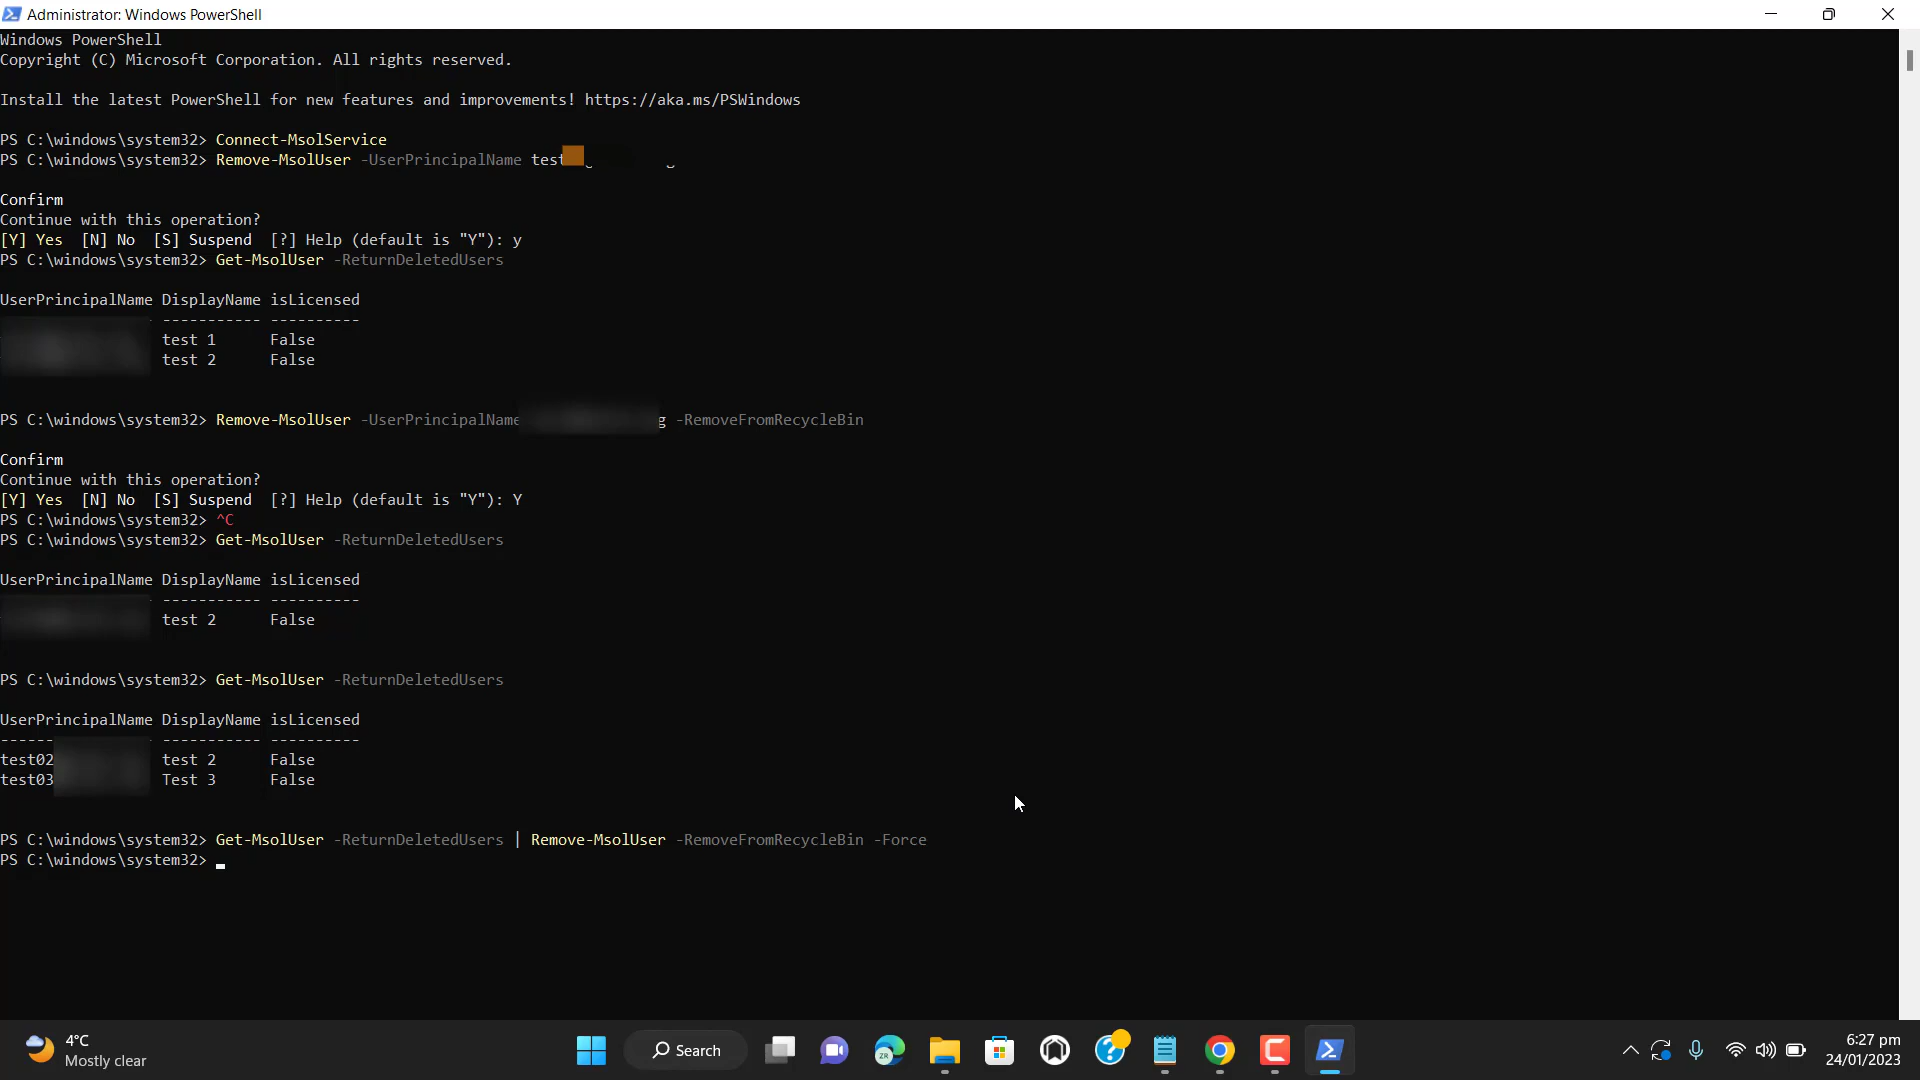 Administrator: Windows PowerShell
Windows PowerShell
Copyright (C) Microsoft Corporation. All rights reserved.
Install the latest PowerShell for new features and improvements! https://aka.ms/PSWindows
PS C:\windows\system32> Connect-MsolService
PS C:\windows\system32> Remove-MsolUser -UserPrincipalName test
Confirm
Continue with this operation?
[Y] Yes  [N] No  [S] Suspend  [?] Help (default is "Y"): y
PS C:\windows\system32> Get-MsolUser -ReturnDeletedUsers
UserPrincipalName DisplayName isLicensed
----------- ----------
test 1      False
test 2      False
PS C:\windows\system32> Remove-MsolUser -UserPrincipalName g -RemoveFromRecycleBin
Confirm
Continue with this operation?
[Y] Yes  [N] No  [S] Suspend  [?] Help (default is "Y"): Y
PS C:\windows\system32> ^C
PS C:\windows\system32> Get-MsolUser -ReturnDeletedUsers
UserPrincipalName DisplayName isLicensed
----------- ----------
test 2      False
PS C:\windows\system32> Get-MsolUser -ReturnDeletedUsers
UserPrincipalName DisplayName isLicensed
------ ----------- ----------
test02 test 2      False
test03 Test 3      False
PS C:\windows\system32> Get-MsolUser -ReturnDeletedUsers | Remove-MsolUser -RemoveFromRecycleBin -Force
PS C:\windows\system32>
4°C
Mostly clear
Search
ZR
6:27 pm
24/01/2023